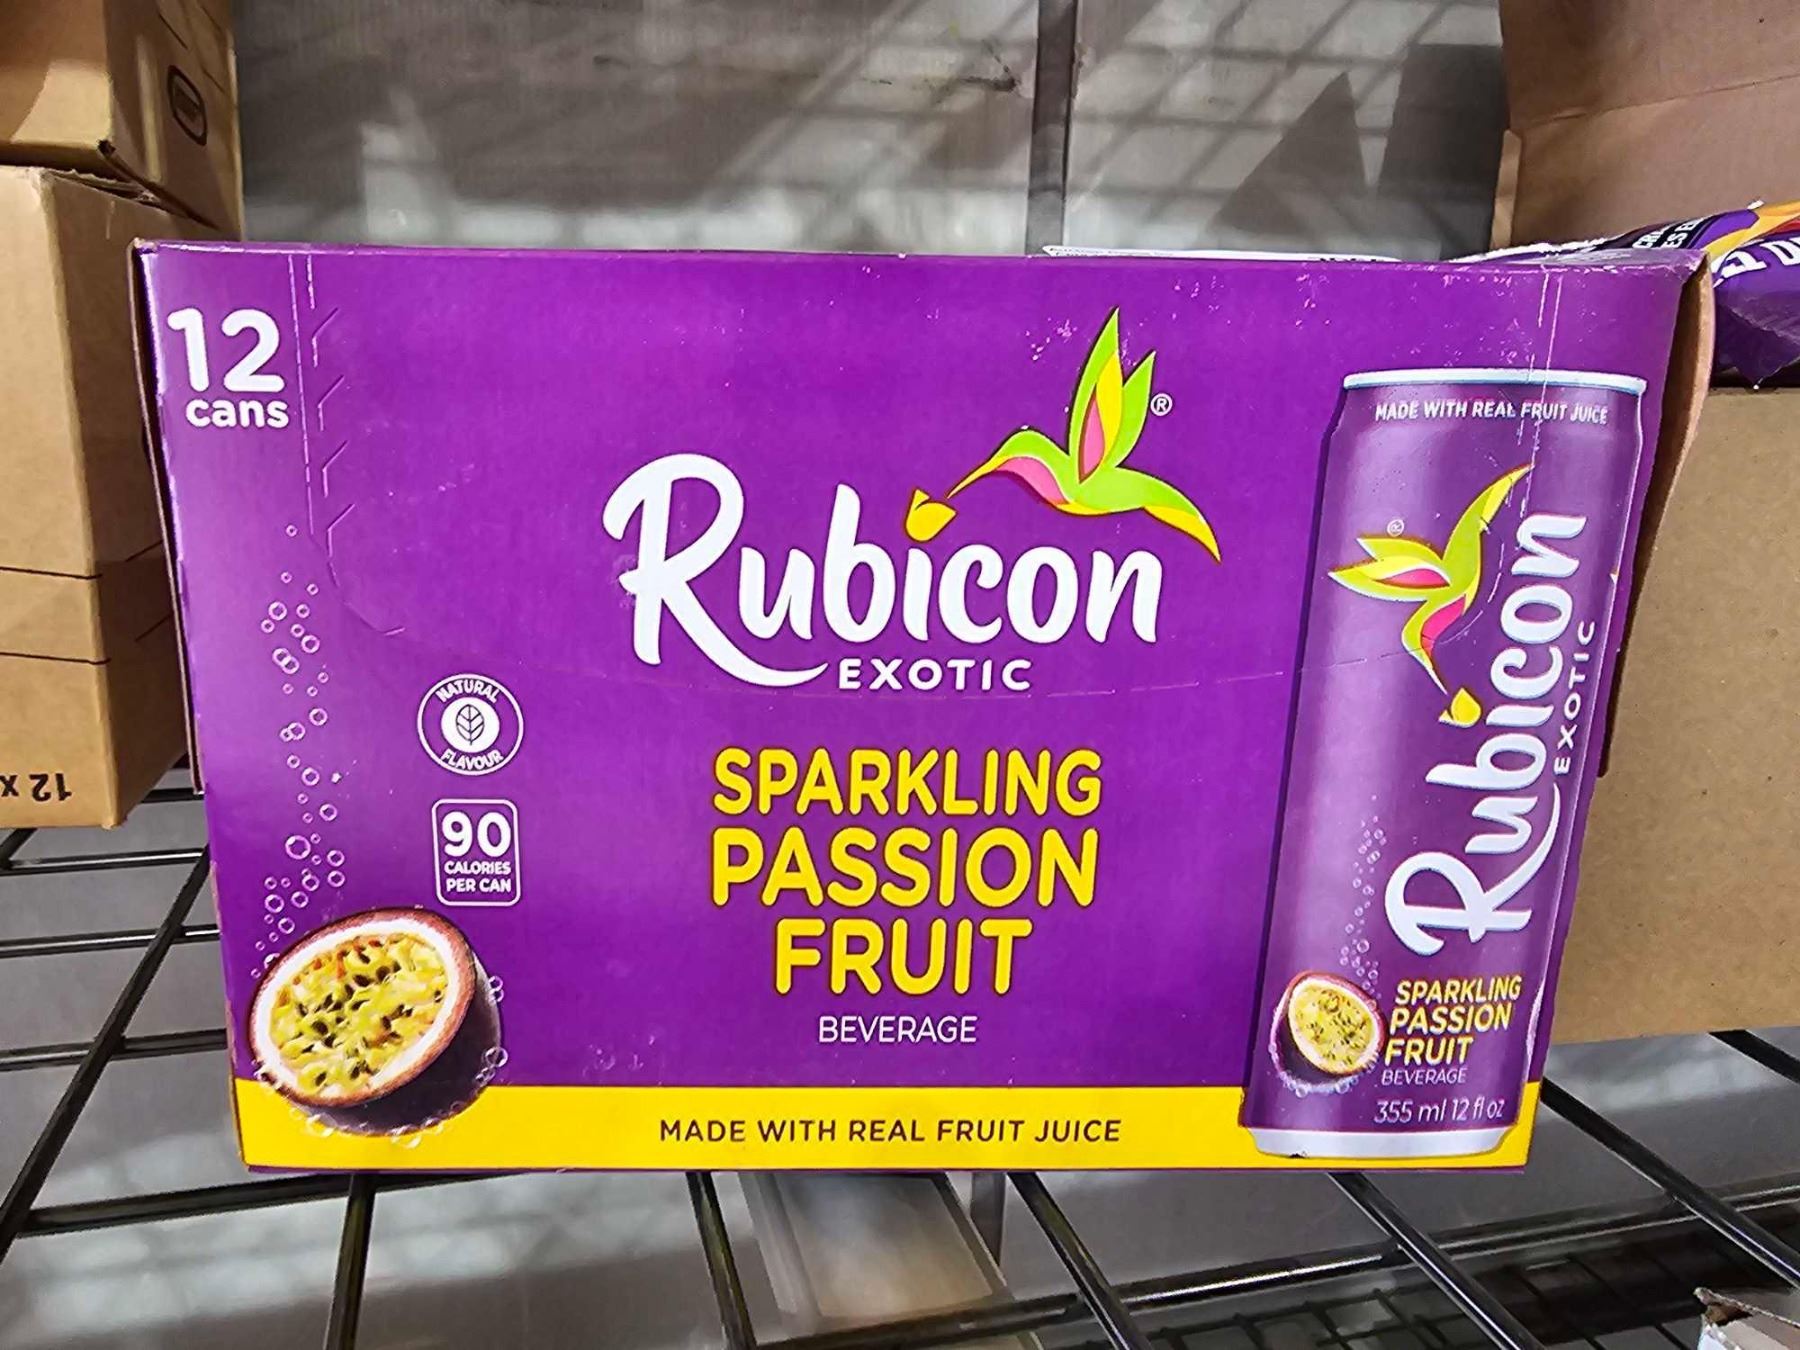 12
cans
Rubicon
®
EXOTIC
NATURAL
FLAVOUR
90
CALORIES
PER CAN
SPARKLING
PASSION
FRUIT
BEVERAGE
MADE WITH REAL FRUIT JUICE
MADE WITH REAL FRUIT JUICE
®
Rubicon
EXOTIC
SPARKLING
PASSION
FRUIT
BEVERAGE
355 ml 12 fl oz
12 x